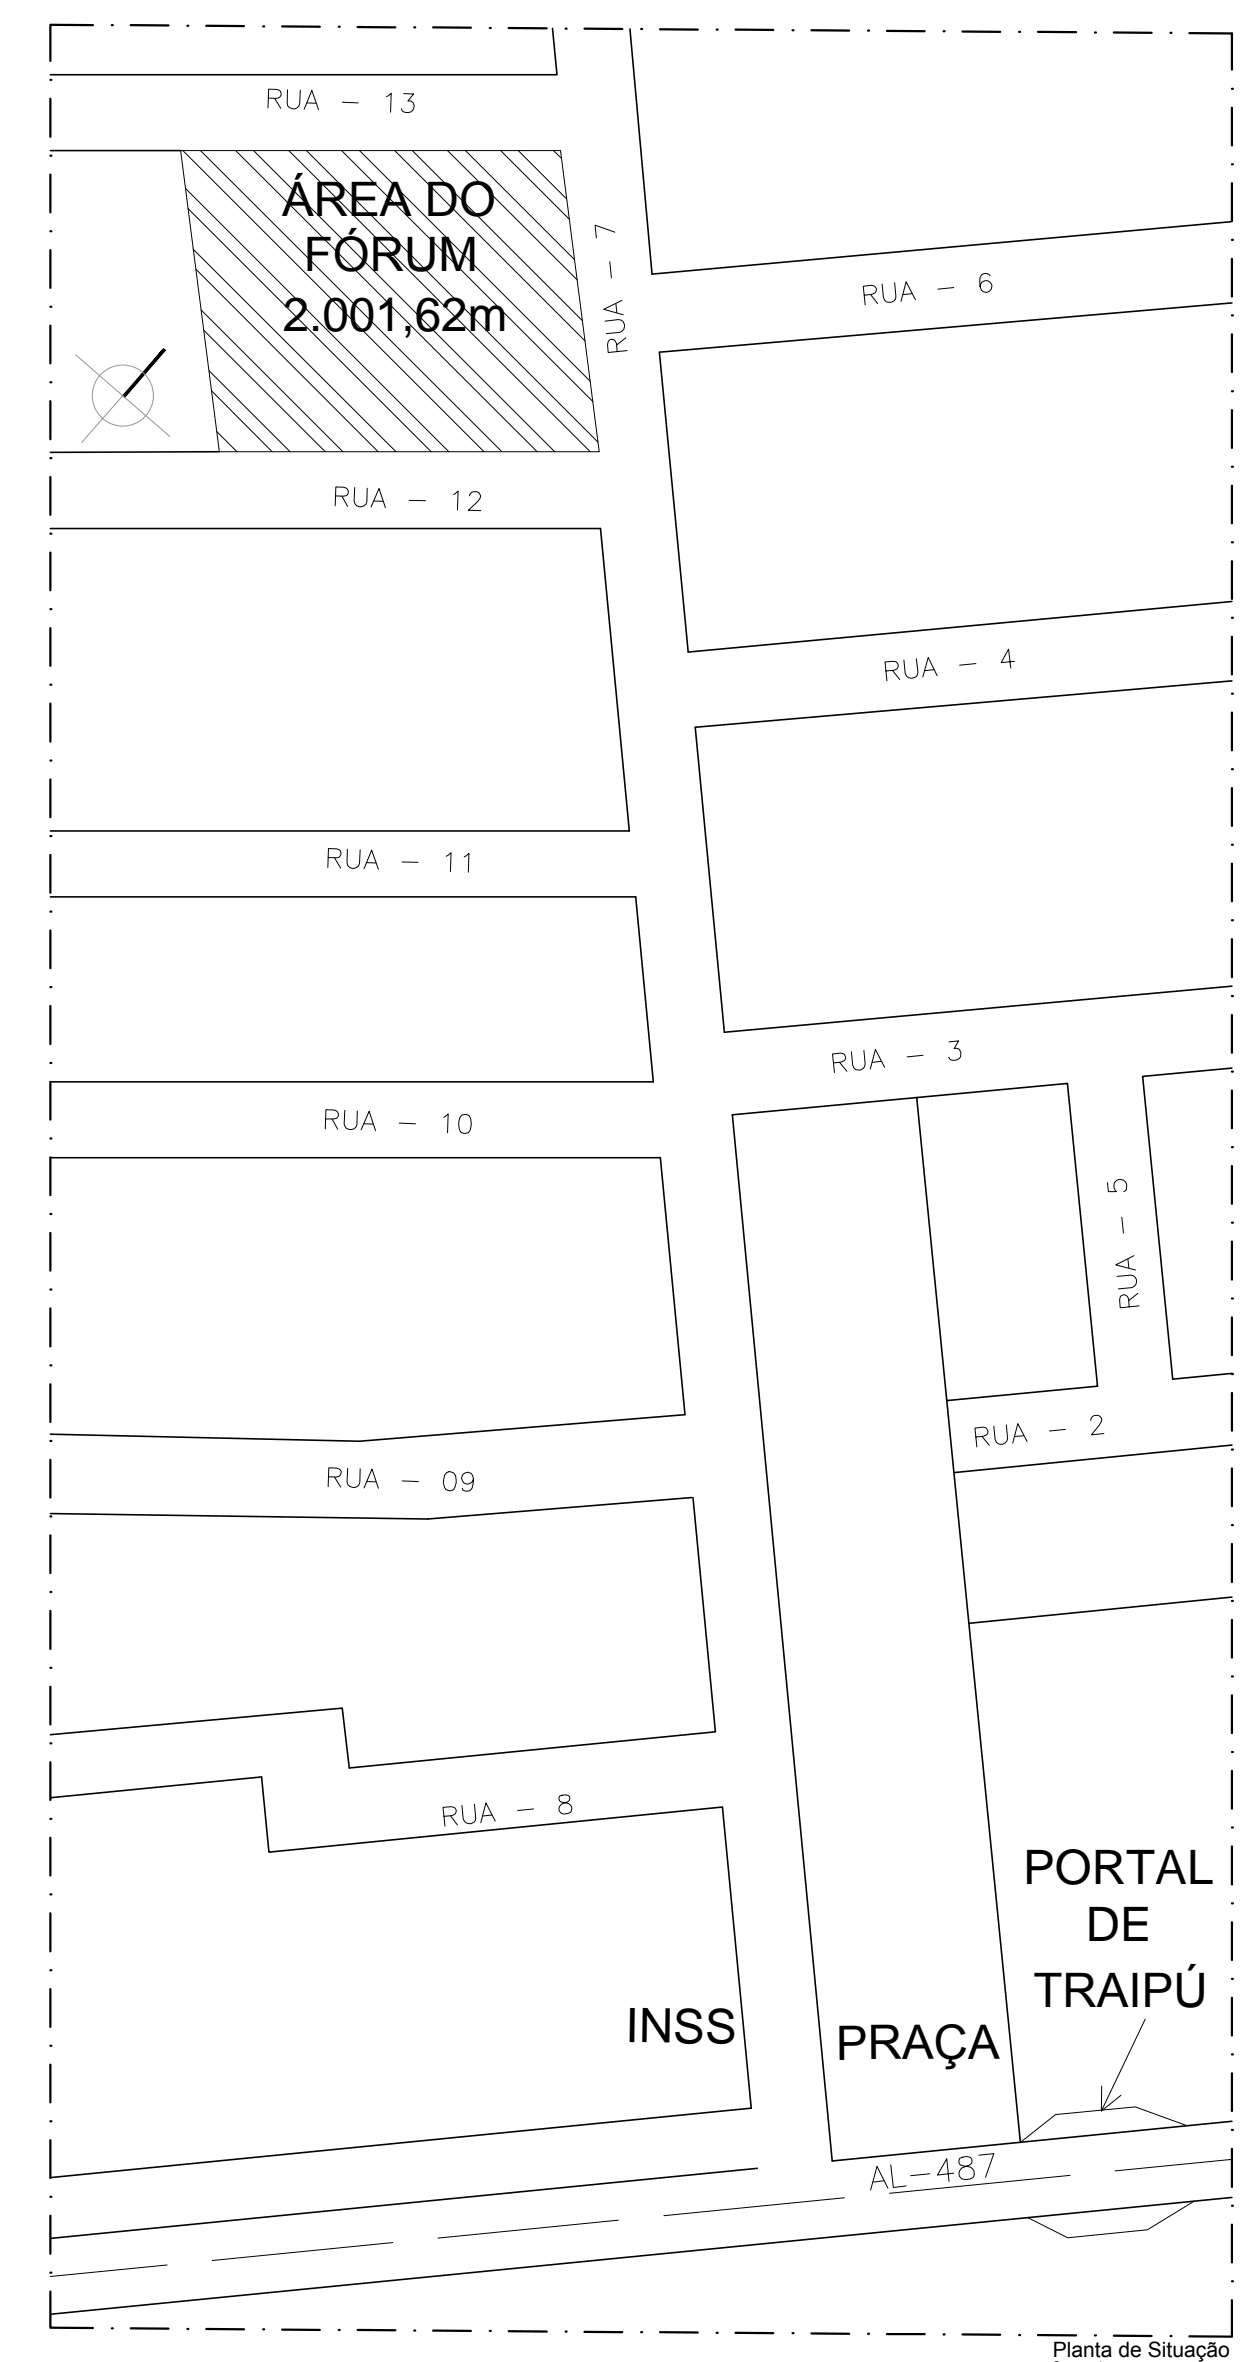 RUA - 13
ÁREA DO
FÓRUM
2.001,62m
RUA - 7
RUA - 6
RUA - 12
RUA - 4
RUA - 11
RUA - 3
RUA - 10
RUA - 5
RUA - 2
RUA - 09
RUA - 8
PORTAL
DE
TRAIPÚ
INSS
PRAÇA
AL-487
Planta de Situação